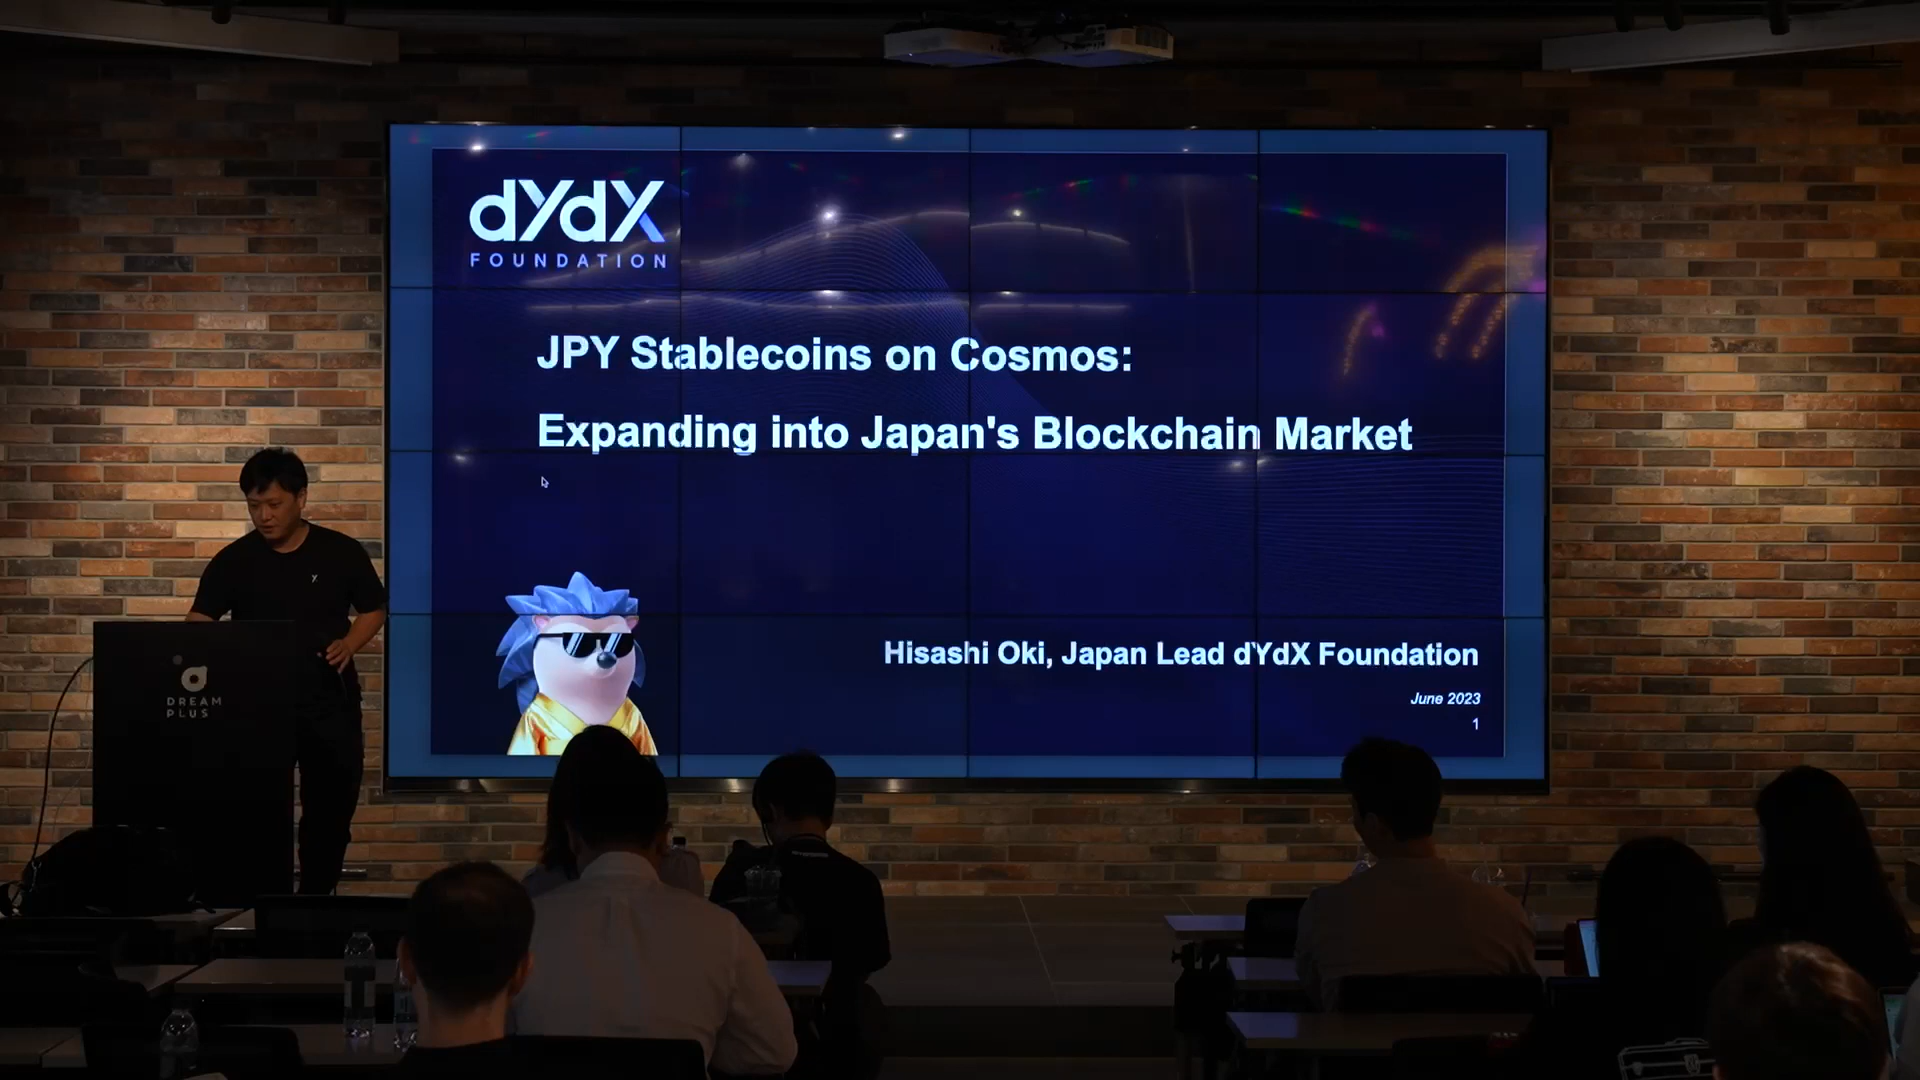 dYdX
FOUNDATION
JPY Stablecoins on Cosmos:
Expanding into Japan's Blockchain Market
Hisashi Oki, Japan Lead dYdX Foundation
June 2023
1
DREAM
PLUS